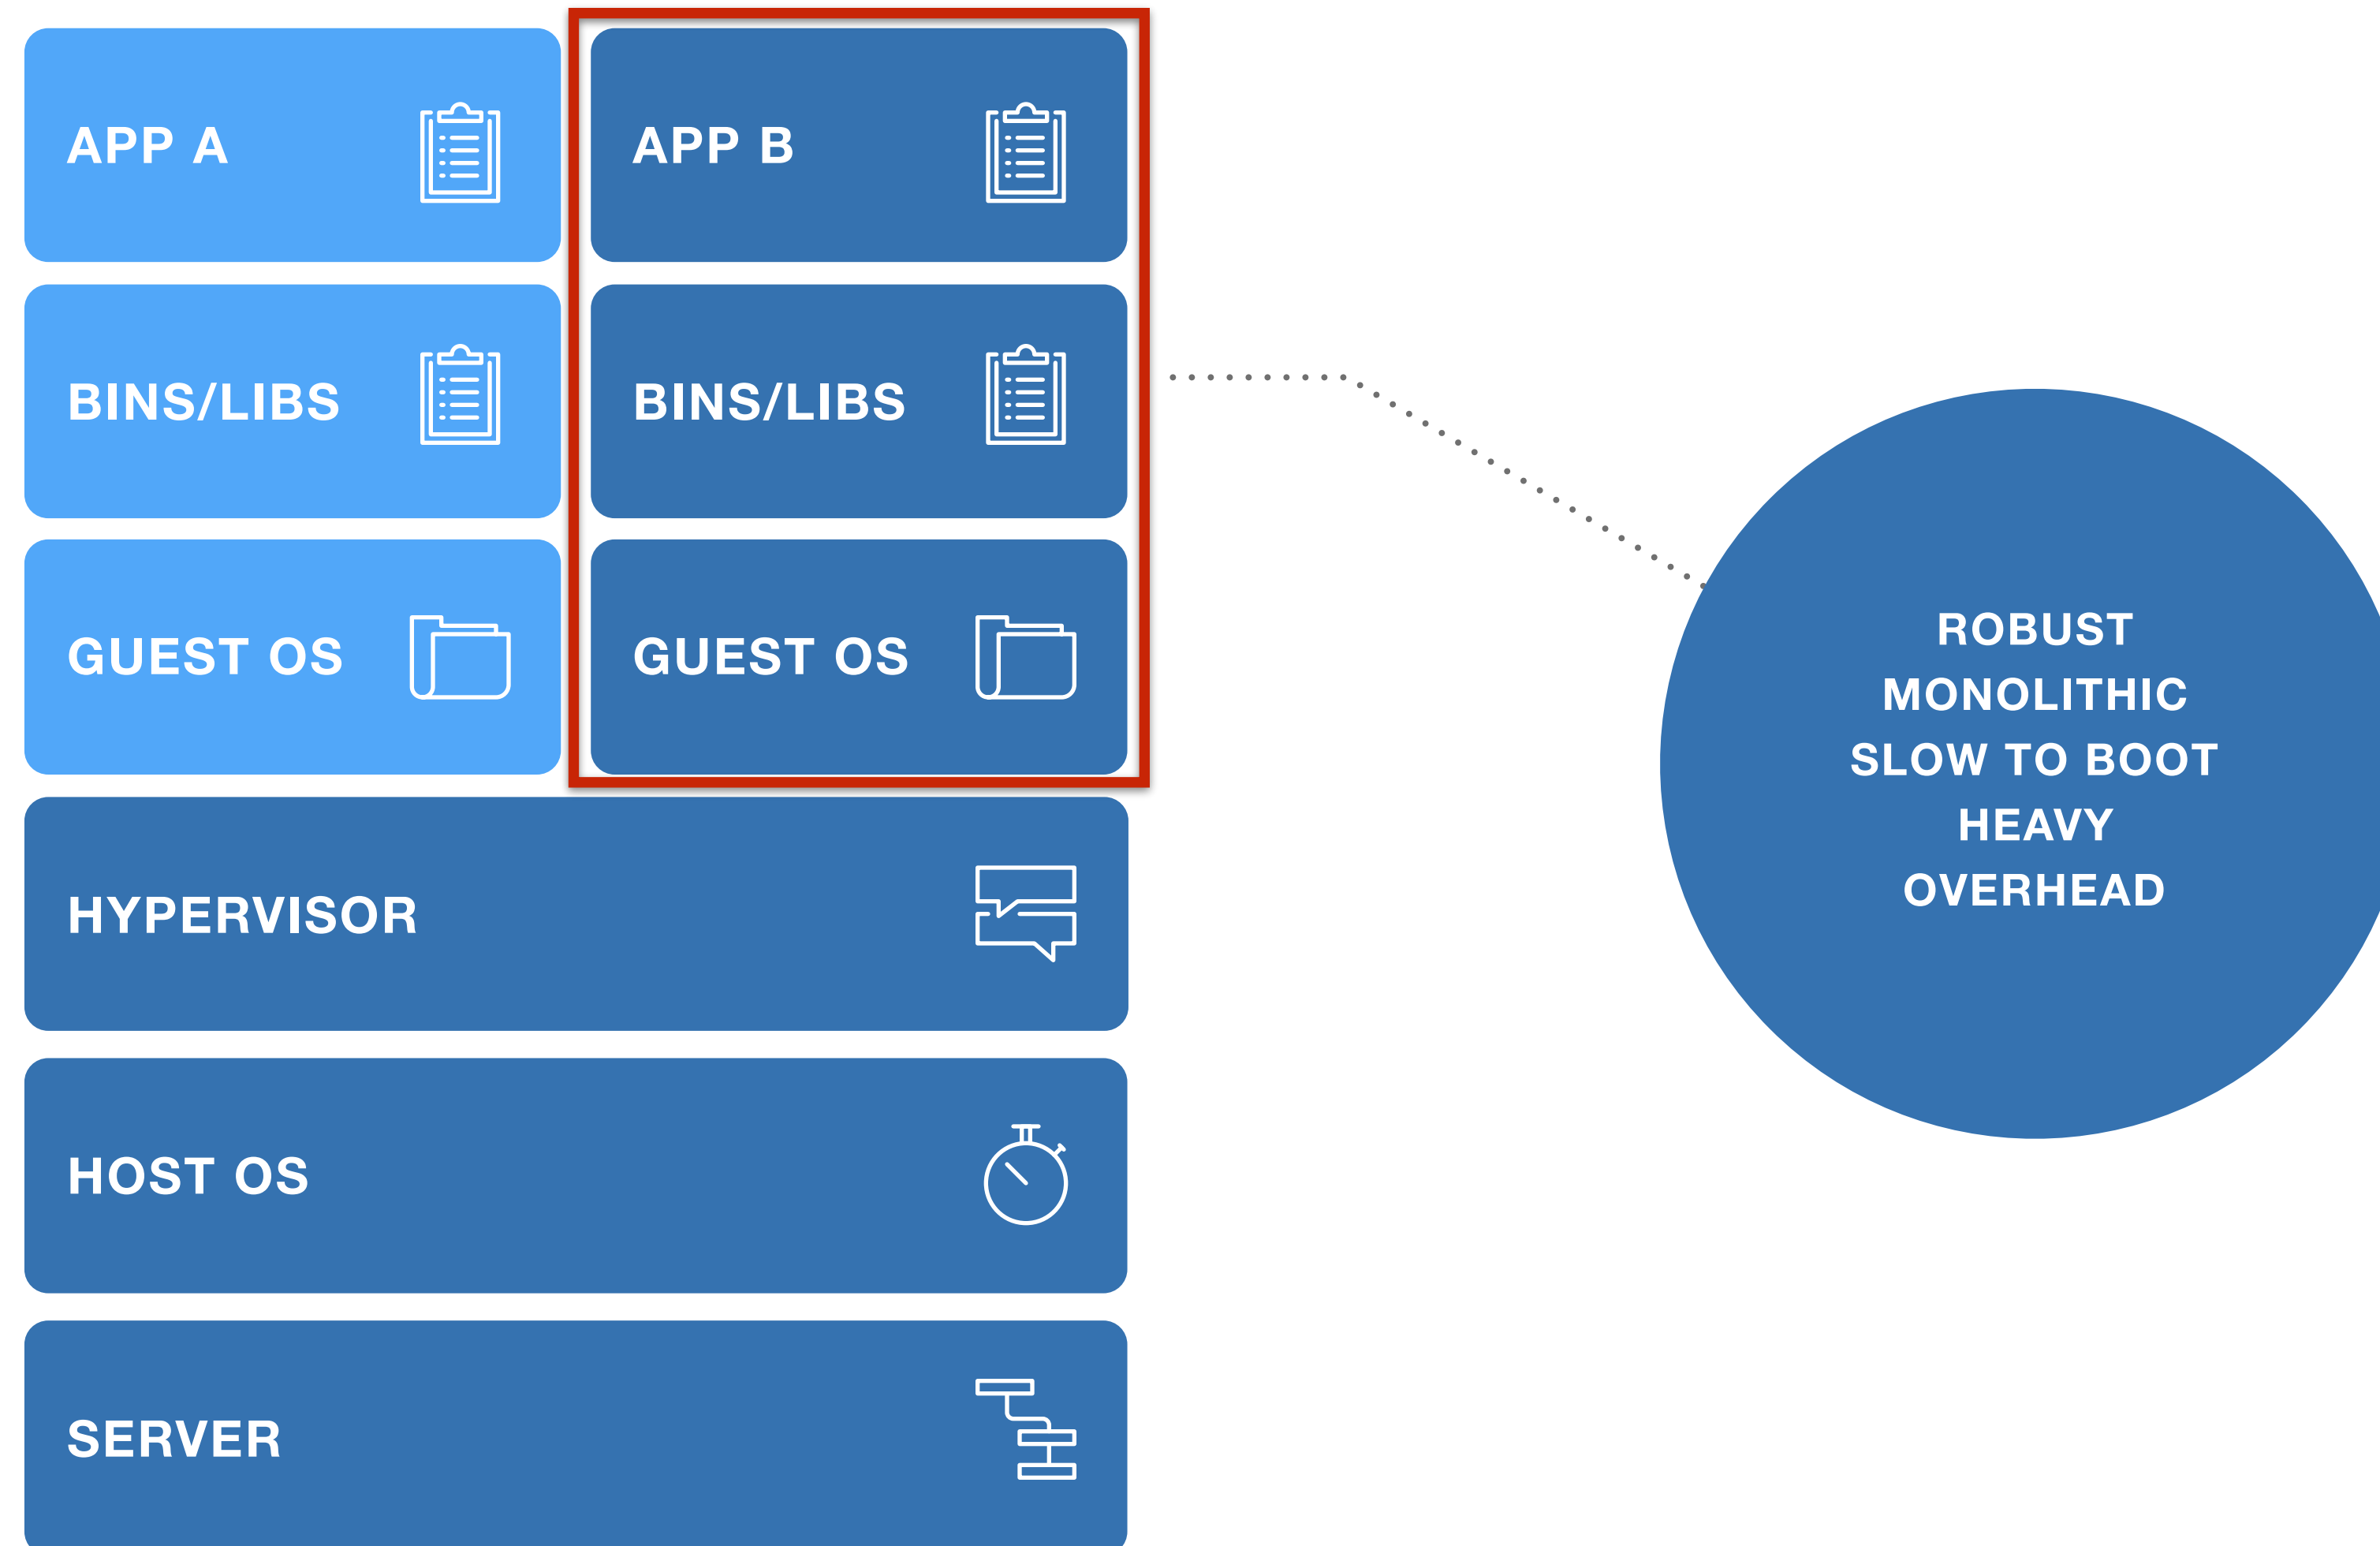 APP A
APP B
BINS/LIBS
BINS/LIBS
GUEST OS
GUEST OS
HYPERVISOR
HOST OS
SERVER
ROBUST
MONOLITHIC
SLOW TO BOOT
HEAVY
OVERHEAD